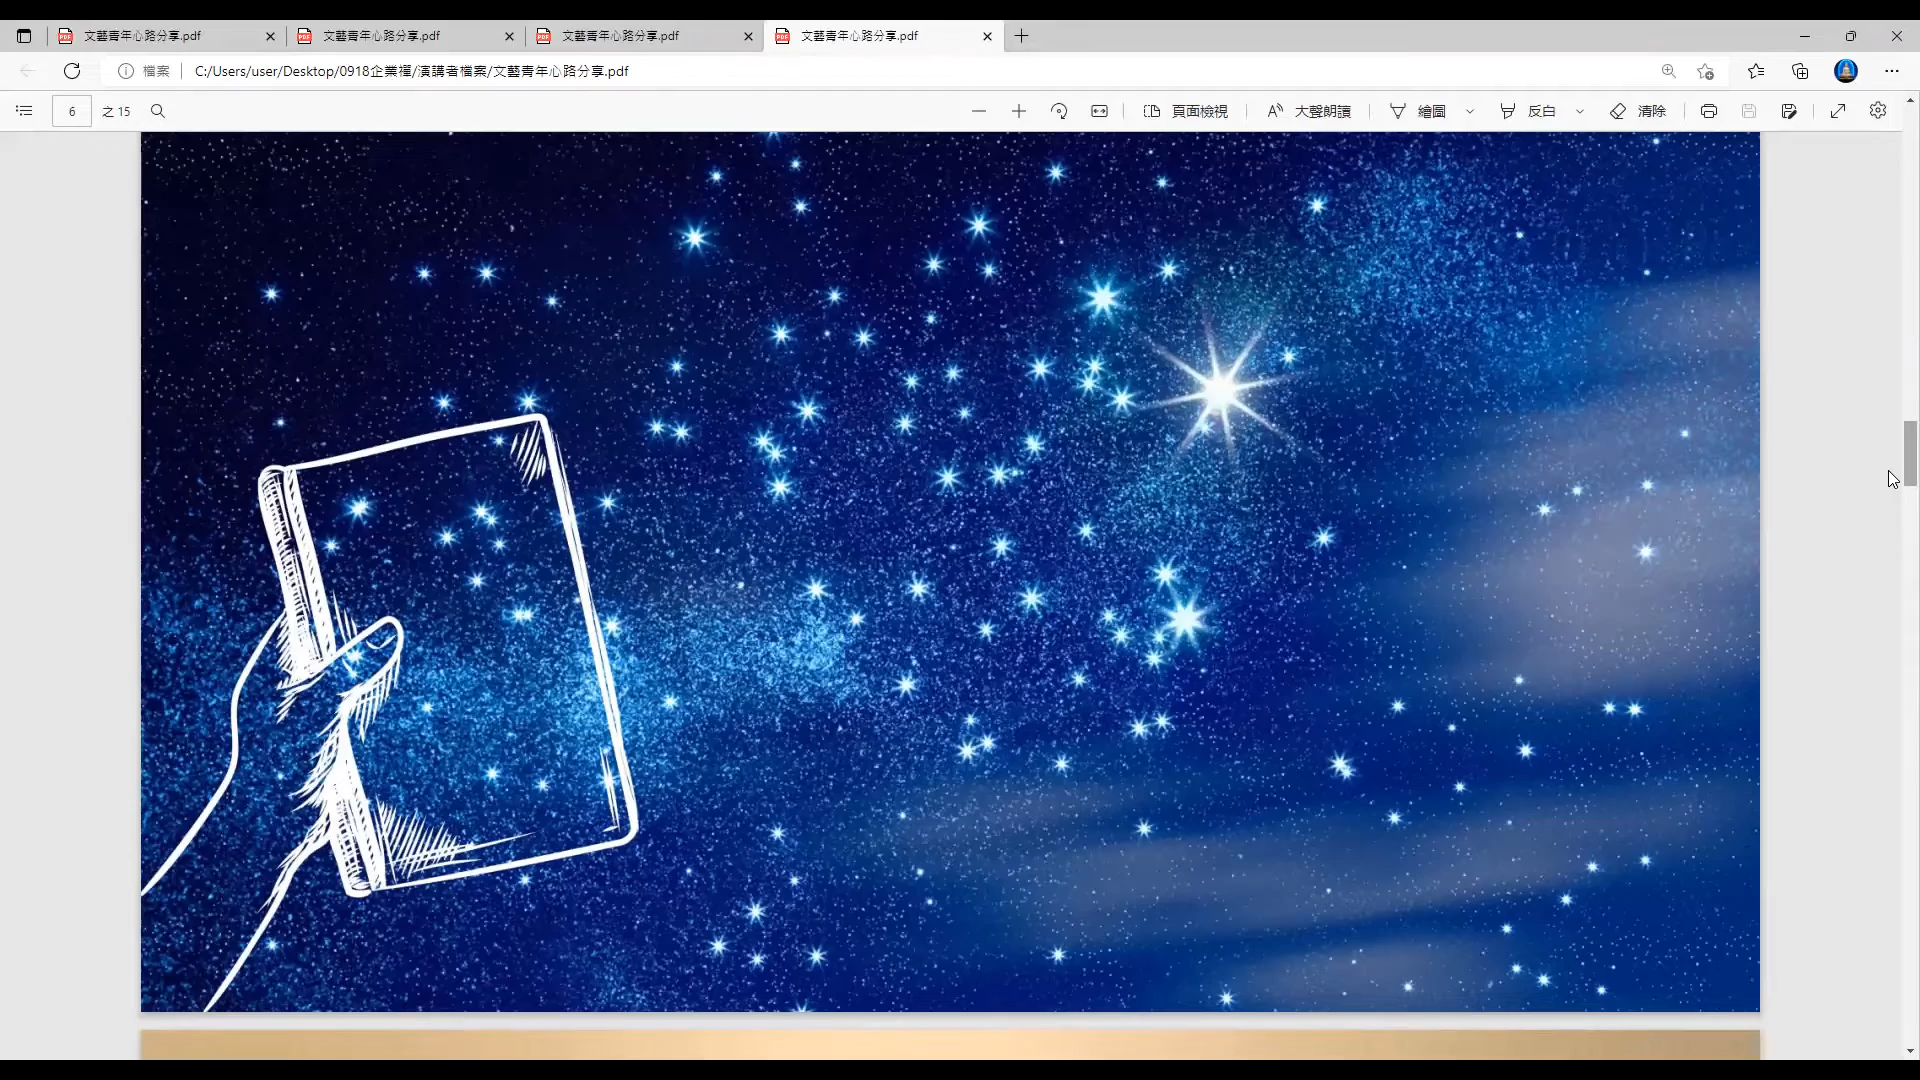 文藝青年心路分享.pdf
文藝青年心路分享.pdf
文藝青年心路分享.pdf
文藝青年心路分享.pdf
檔案 C:/Users/user/Desktop/0918企業禪/演講者檔案/文藝青年心路分享.pdf
6 之 15 頁面檢視 大聲朗讀 繪圖 反白 清除